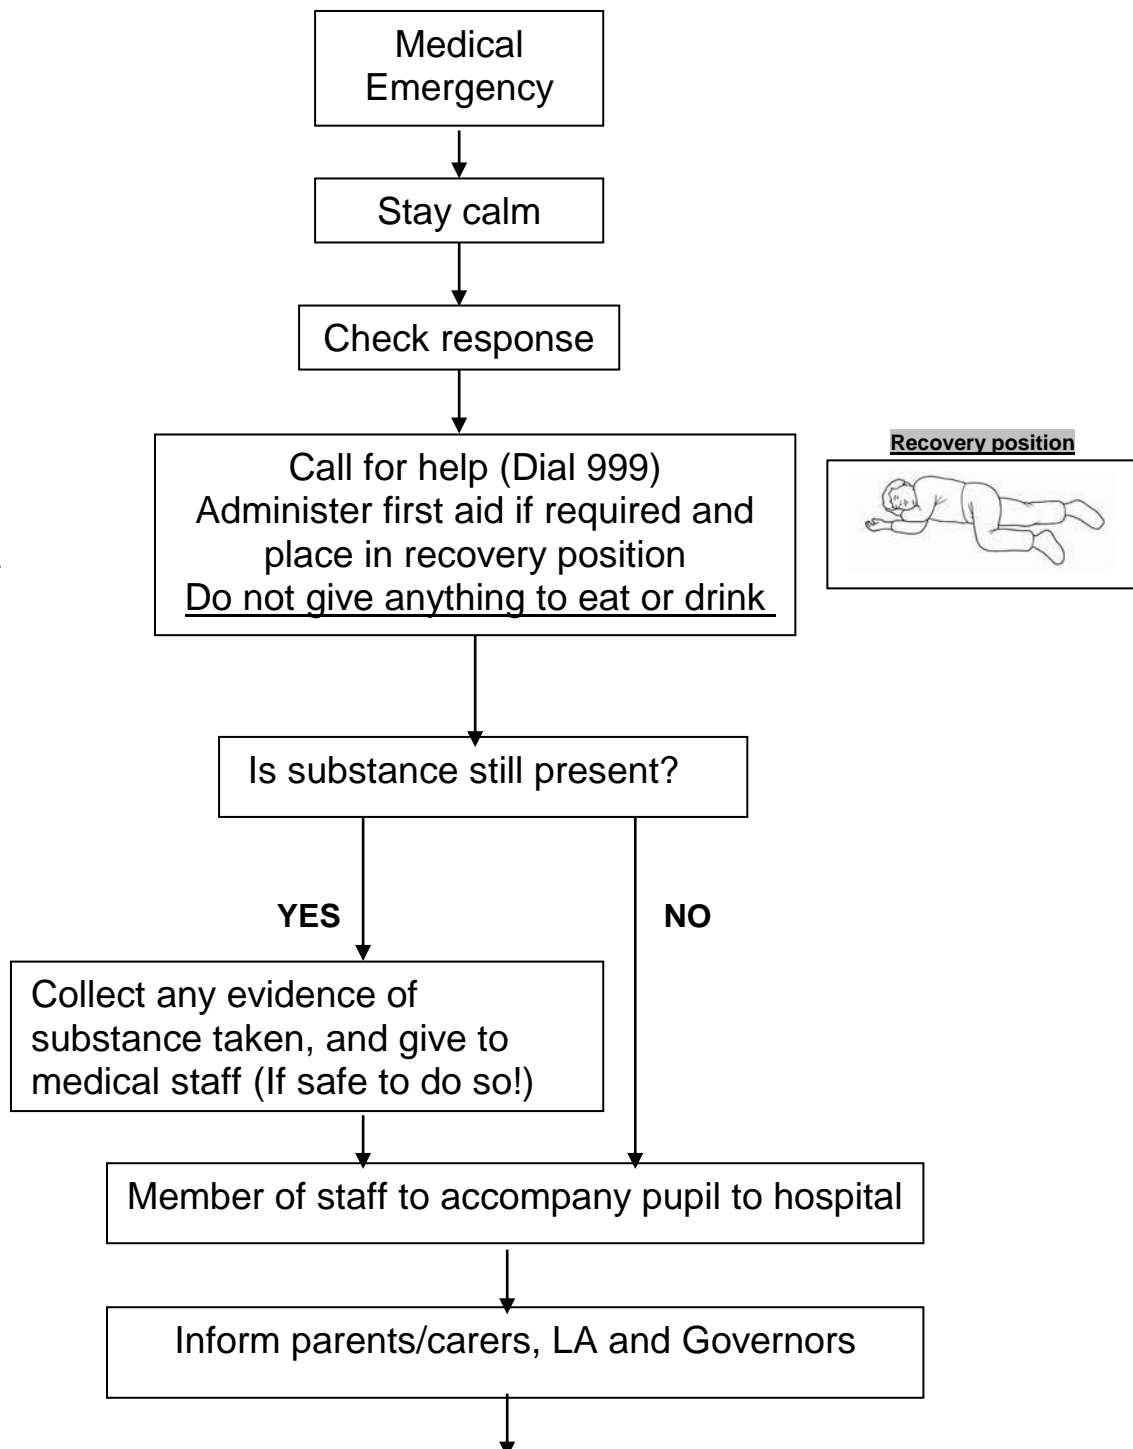 Medical
Emergency
Stay calm
Check response
Call for help (Dial 999)
Administer first aid if required and
place in recovery position
Do not give anything to eat or drink
Recovery position
Is substance still present?
YES
NO
Collect any evidence of
substance taken, and give to
medical staff (If safe to do so!)
Member of staff to accompany pupil to hospital
Inform parents/carers, LA and Governors